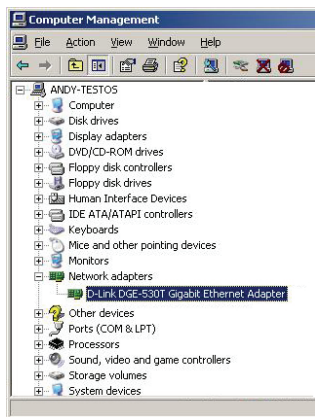 Computer Management
File Action View Window Help
ANDY-TESTOS
Computer
Disk drives
Display adapters
DVD/CD-ROM drives
Floppy disk controllers
Floppy disk drives
Human Interface Devices
IDE ATA/ATAPI controllers
Keyboards
Mice and other pointing devices
Monitors
Network adapters
D-Link DGE-530T Gigabit Ethernet Adapter
Other devices
Ports (COM & LPT)
Processors
Sound, video and game controllers
Storage volumes
System devices